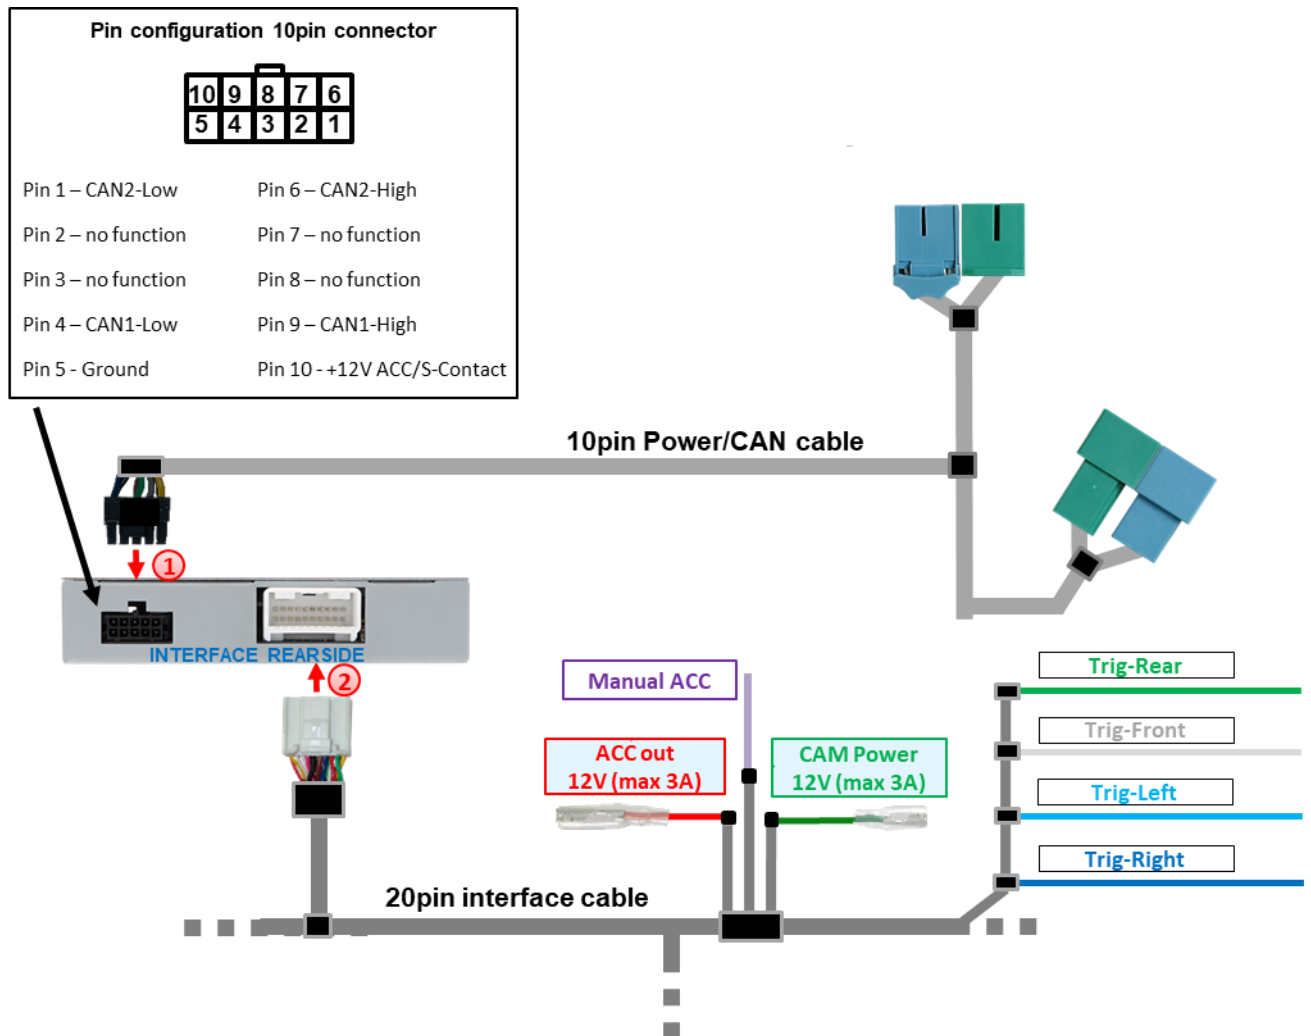 Pin configuration 10pin connector
10 9 8 7 6
5 4 3 2 1
Pin 1 – CAN2-Low Pin 6 – CAN2-High
Pin 2 – no function Pin 7 – no function
Pin 3 – no function Pin 8 – no function
Pin 4 – CAN1-Low Pin 9 – CAN1-High
Pin 5 - Ground Pin 10 - +12V ACC/S-Contact
10pin Power/CAN cable
1
INTERFACE REARSIDE
2
Manual ACC
ACC out
12V (max 3A)
CAM Power
12V (max 3A)
Trig-Rear
Trig-Front
Trig-Left
Trig-Right
20pin interface cable